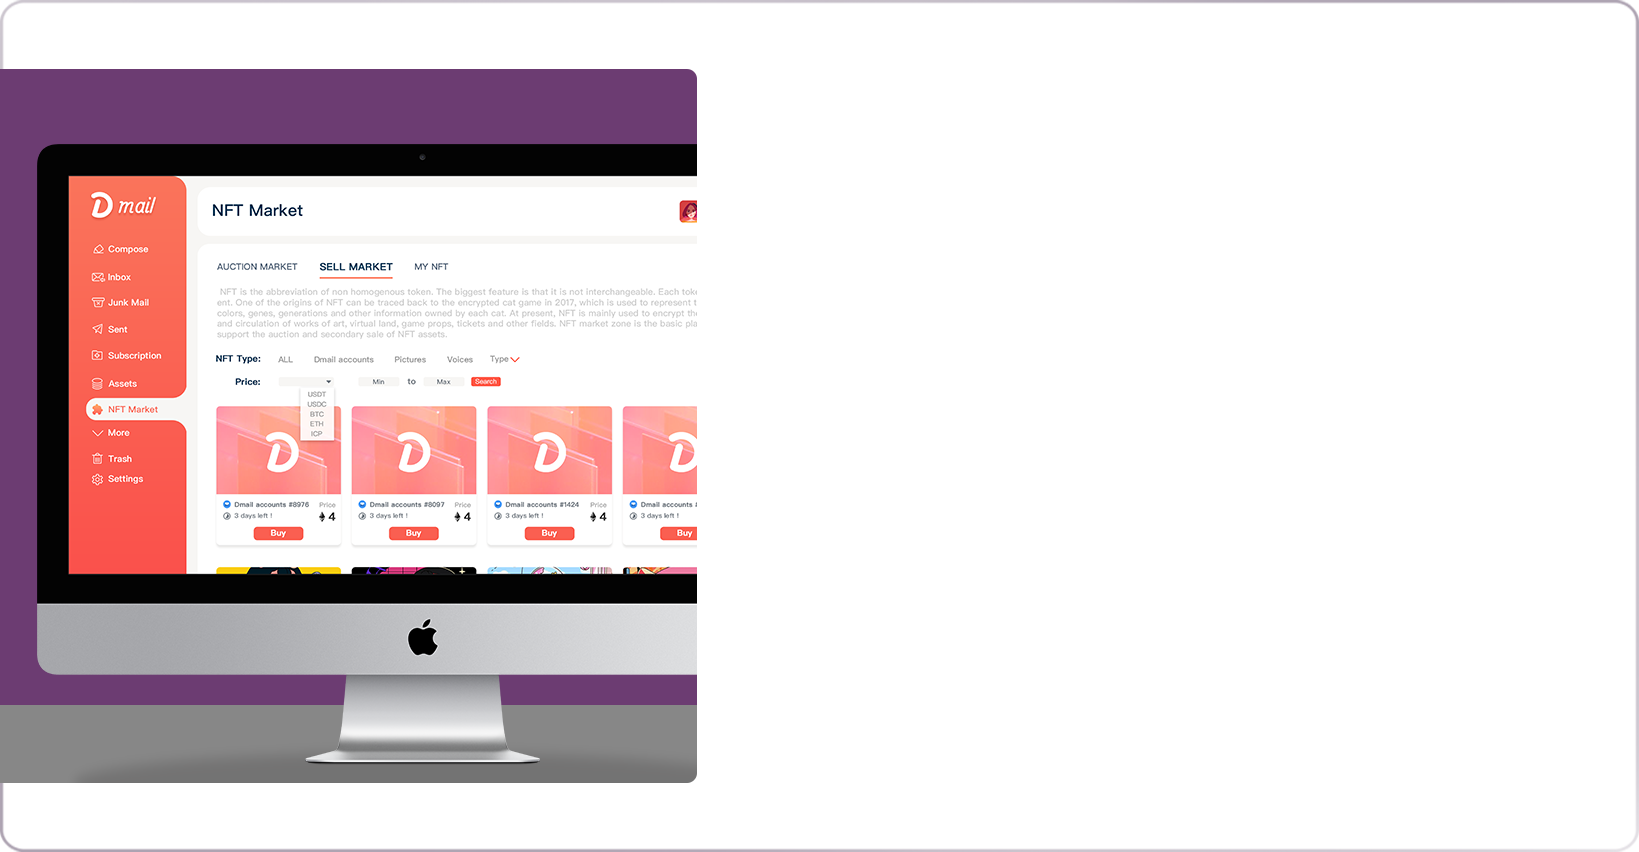 D mail
Compose
Inbox
Junk Mail
Sent
Subscription
Assets
NFT Market
More
Trash
Settings
NFT Market
AUCTION MARKET SELL MARKET MY NFT
NFT is the abbreviation of non homogenous token. The biggest feature is that it is not interchangeable. Each toke
ent. One of the origins of NFT can be traced back to the encrypted cat game in 2017, which is used to represent t
colors, genes, generations and other information owned by each cat. At present, NFT is mainly used to encrypt the
and circulation of works of art, virtual land, game props, tickets and other fields. NFT market zone is the basic pla
support the auction and secondary sale of NFT assets.
NFT Type: ALL Dmail accounts Pictures Voices Type
Price: Min to Max Search
USDT
USDC
BTC
ETH
ICP
D D D D
Dmail accounts #8976 Price Dmail accounts #8097 Price Dmail accounts #1424 Price Dmail accounts #
3 days left ! 4 3 days left ! 4 3 days left ! 4 3 days left !
Buy Buy Buy Buy